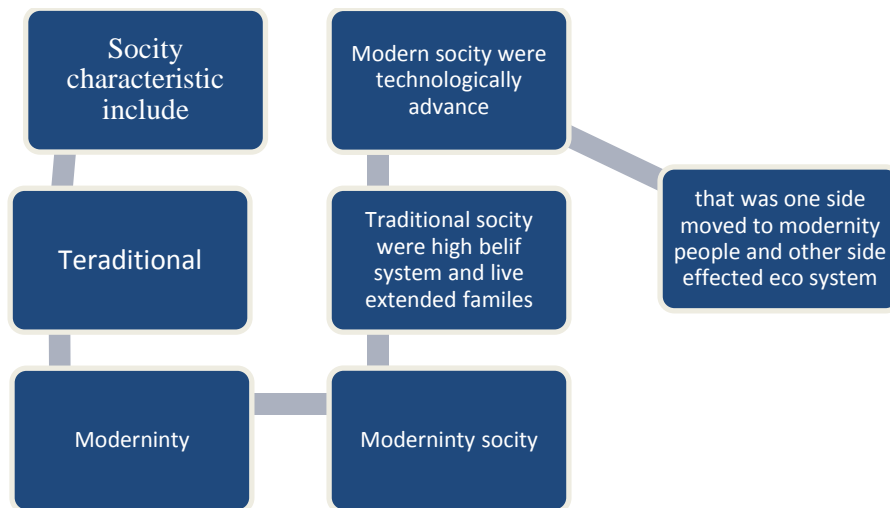 Socity
characteristic
include
Teraditional
Moderninty
Moderninty socity
Traditional socity
were high belif
system and live
extended familes
Modern socity were
technologically
advance
that was one side
moved to modernity
people and other side
effected eco system